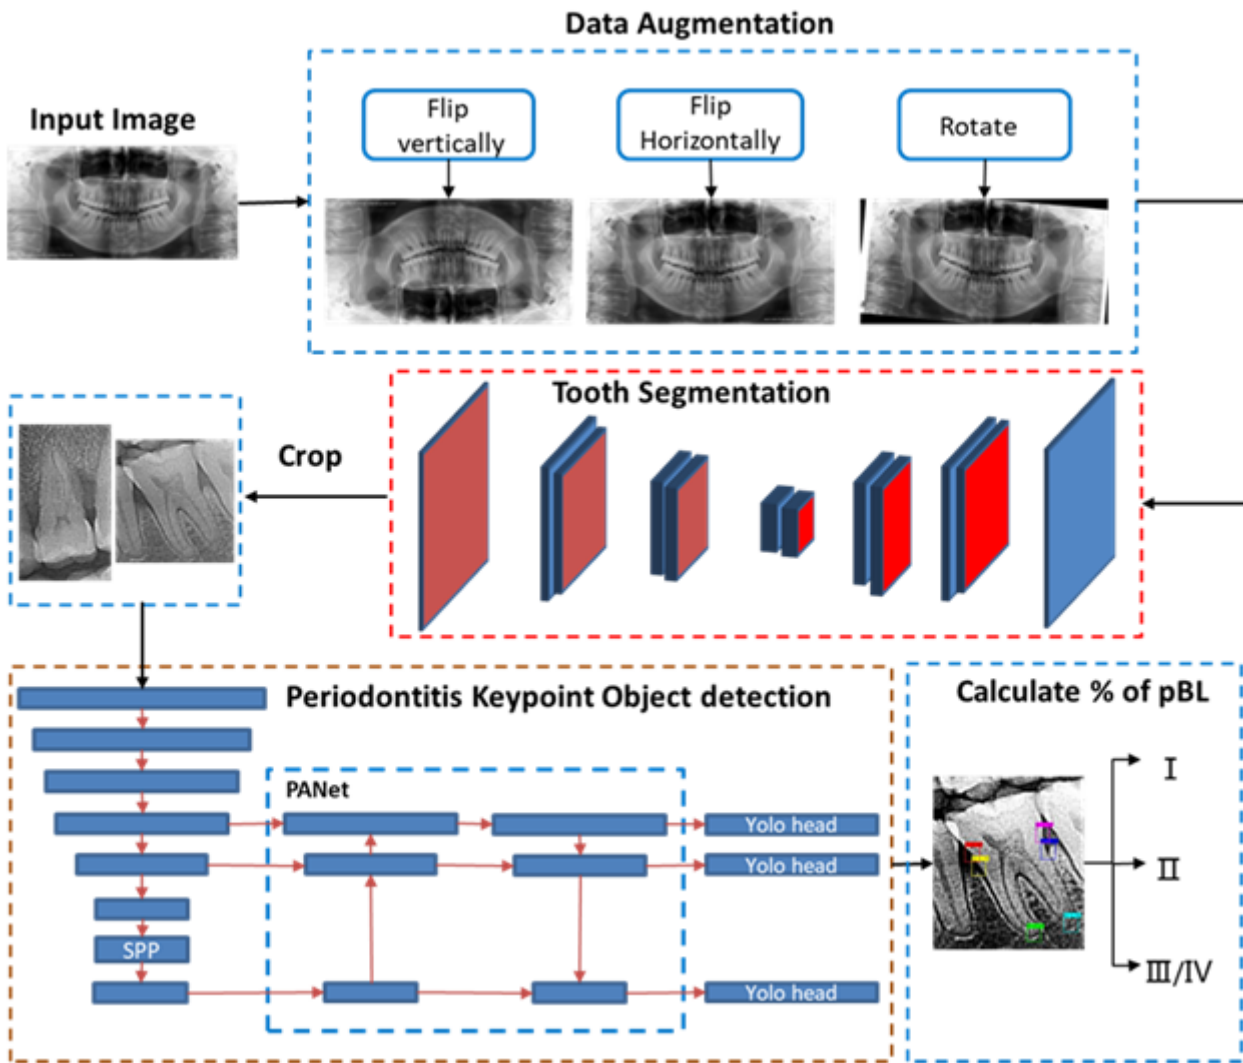 Data Augmentation
Input Image
Flip
vertically
Flip
Horizontally
Rotate
Tooth Segmentation
Crop
Periodontitis Keypoint Object detection
PANet
Yolo head
Yolo head
SPP
Yolo head
Calculate % of pBL
I
II
III/IV